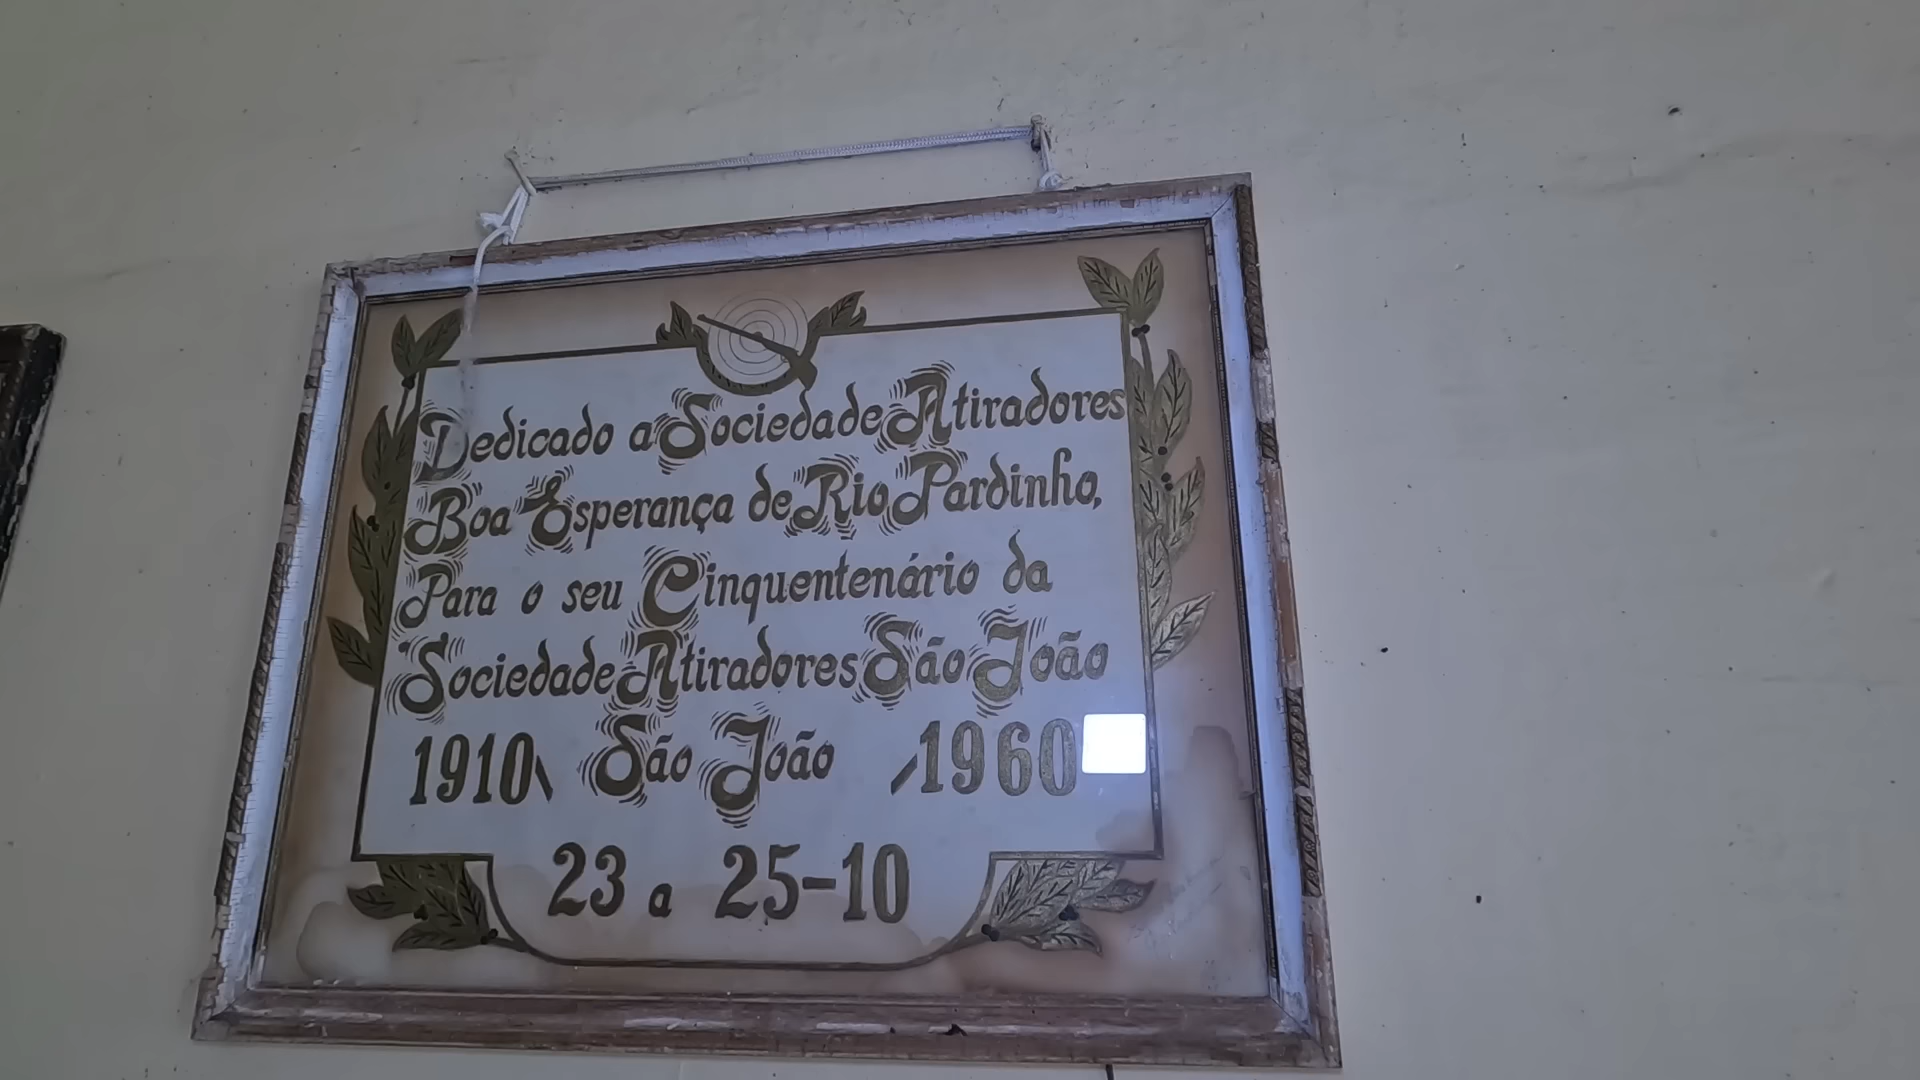 Dedicado a Sociedade Atiradores
Boa Esperança de Rio Pardinho,
Para o seu Cinquentenário da
Sociedade Atiradores São João
1910 São João 1960
23 a 25-10